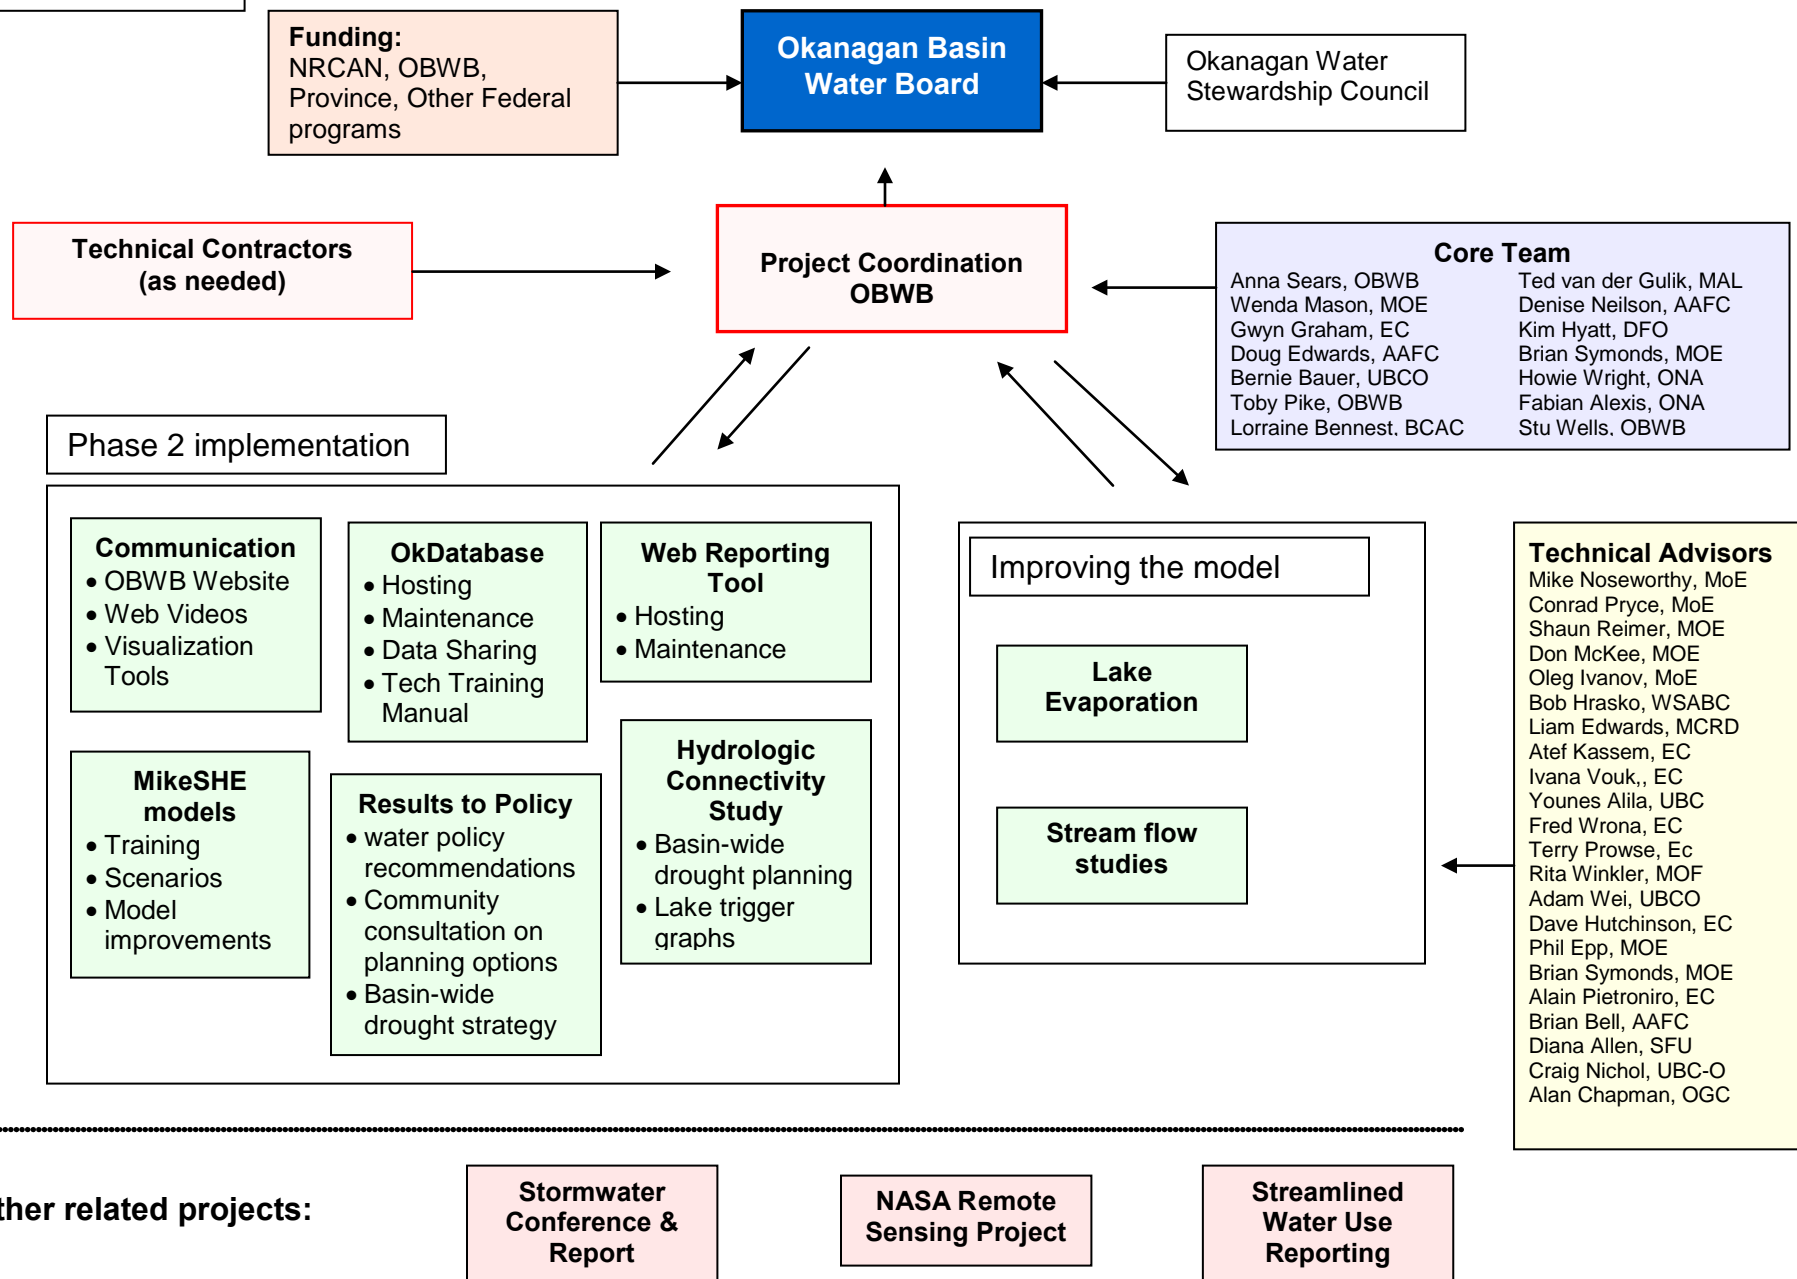 Funding:
NRCAN, OBWB,
Province, Other Federal
programs
Okanagan Basin
Water Board
Okanagan Water
Stewardship Council
Technical Contractors
(as needed)
Project Coordination
OBWB
Core Team
Anna Sears, OBWB
Wenda Mason, MOE
Gwyn Graham, EC
Doug Edwards, AAFC
Bernie Bauer, UBCO
Toby Pike, OBWB
Lorraine Bennest, BCAC
Ted van der Gulik, MAL
Denise Neilson, AAFC
Kim Hyatt, DFO
Brian Symonds, MOE
Howie Wright, ONA
Fabian Alexis, ONA
Stu Wells, OBWB
Phase 2 implementation
Communication
• OBWB Website
• Web Videos
• Visualization
Tools
OkDatabase
• Hosting
• Maintenance
• Data Sharing
• Tech Training
Manual
Web Reporting
Tool
• Hosting
• Maintenance
MikeSHE
models
• Training
• Scenarios
• Model
improvements
Results to Policy
• water policy
recommendations
• Community
consultation on
planning options
• Basin-wide
drought strategy
Hydrologic
Connectivity
Study
• Basin-wide
drought planning
• Lake trigger
graphs
Improving the model
Lake
Evaporation
Stream flow
studies
Technical Advisors
Mike Noseworthy, MoE
Conrad Pryce, MoE
Shaun Reimer, MOE
Don McKee, MOE
Oleg Ivanov, MoE
Bob Hrasko, WSABC
Liam Edwards, MCRD
Atef Kassem, EC
Ivana Vouk,, EC
Younes Alila, UBC
Fred Wrona, EC
Terry Prowse, Ec
Rita Winkler, MOF
Adam Wei, UBCO
Dave Hutchinson, EC
Phil Epp, MOE
Brian Symonds, MOE
Alain Pietroniro, EC
Brian Bell, AAFC
Diana Allen, SFU
Craig Nichol, UBC-O
Alan Chapman, OGC
ther related projects:
Stormwater
Conference &
Report
NASA Remote
Sensing Project
Streamlined
Water Use
Reporting